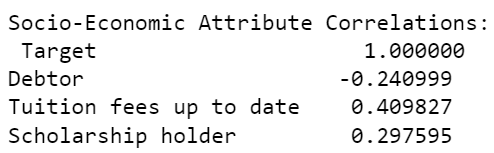 Socio-Economic Attribute Correlations:
Target 1.000000
Debtor -0.240999
Tuition fees up to date 0.409827
Scholarship holder 0.297595